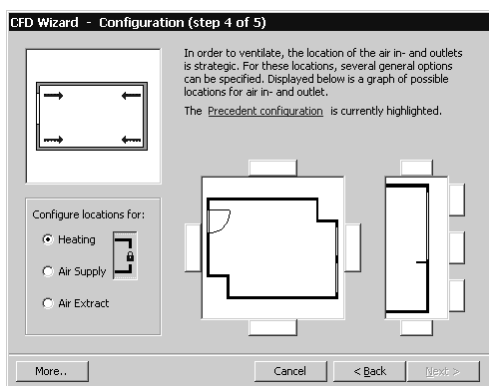 CFD Wizard - Configuration (step 4 of 5)
In order to ventilate, the location of the air in- and outlets
is strategic. For these locations, several general options
can be specified. Displayed below is a graph of possible
locations for air in- and outlet.
The Precedent configuration is currently highlighted.
Configure locations for:
Heating
Air Supply
Air Extract
More..
Cancel
< Back
Next >